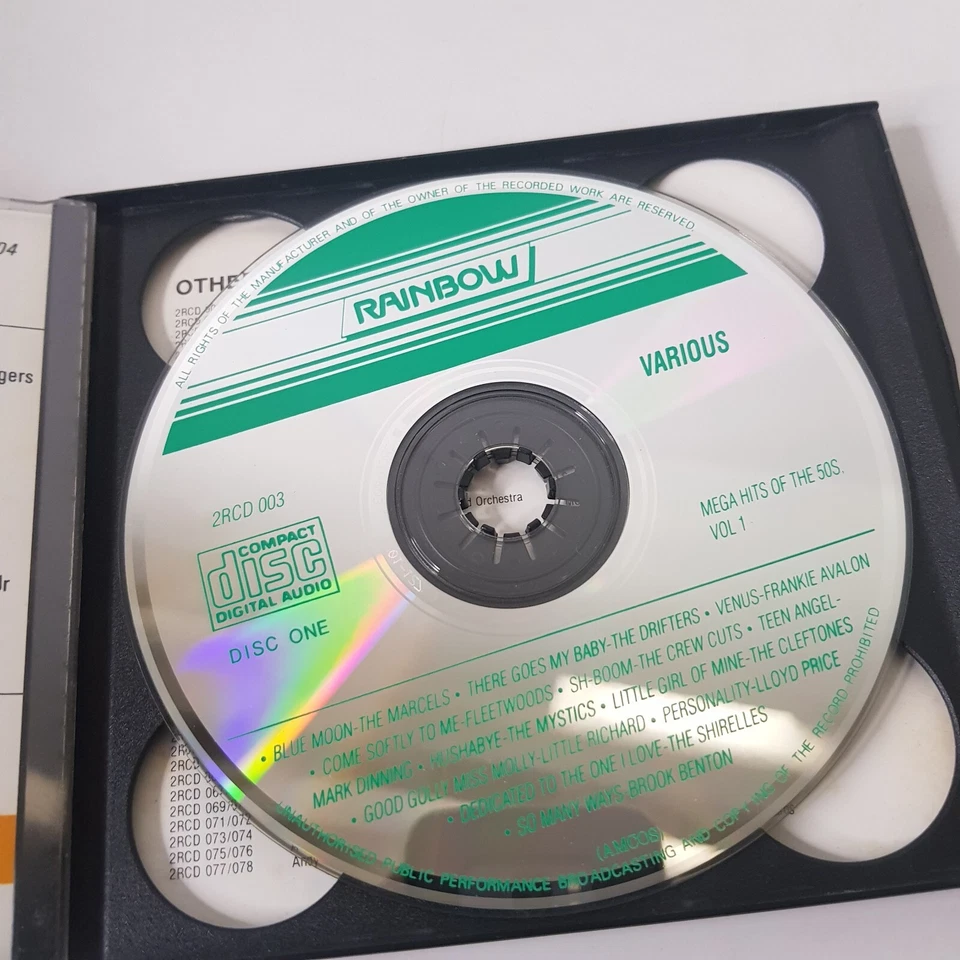 04
gers
OTHE
2RCD
2RCD
2RCD
ALL RIGHTS OF THE MANUFACTURER AND OF THE OWNER OF THE RECORDED WORK ARE RESERVED.
RAINBOW
VARIOUS
2RCD 003
COMPACT
disc
DIGITAL AUDIO
DISC ONE
Orchestra
MEGA HITS OF THE 50S,
VOL 1
• BLUE MOON-THE MARCELS • THERE GOES MY BABY-THE DRIFTERS • VENUS-FRANKIE AVALON
• COME SOFTLY TO ME-FLEETWOODS • SH-BOOM-THE CREW CUTS • TEEN ANGEL-
MARK DINNING • HUSHABYE-THE MYSTICS • LITTLE GIRL OF MINE-THE CLEFTONES
• GOOD GOLLY MISS MOLLY-LITTLE RICHARD • PERSONALITY-LLOYD PRICE
• DEDICATED TO THE ONE I LOVE-THE SHIRELLES
• SO MANY WAYS BROOK BENTON
(AMCOS)
UNAUTHORISED PUBLIC PERFORMANCE BROADCASTING AND COPYING OF THE RECORD PROHIBITED
2RCD
2RCD
2RCD 069/
2RCD 071/072
2RCD 073/074
2RCD 075/076
2RCD 077/078
Andy